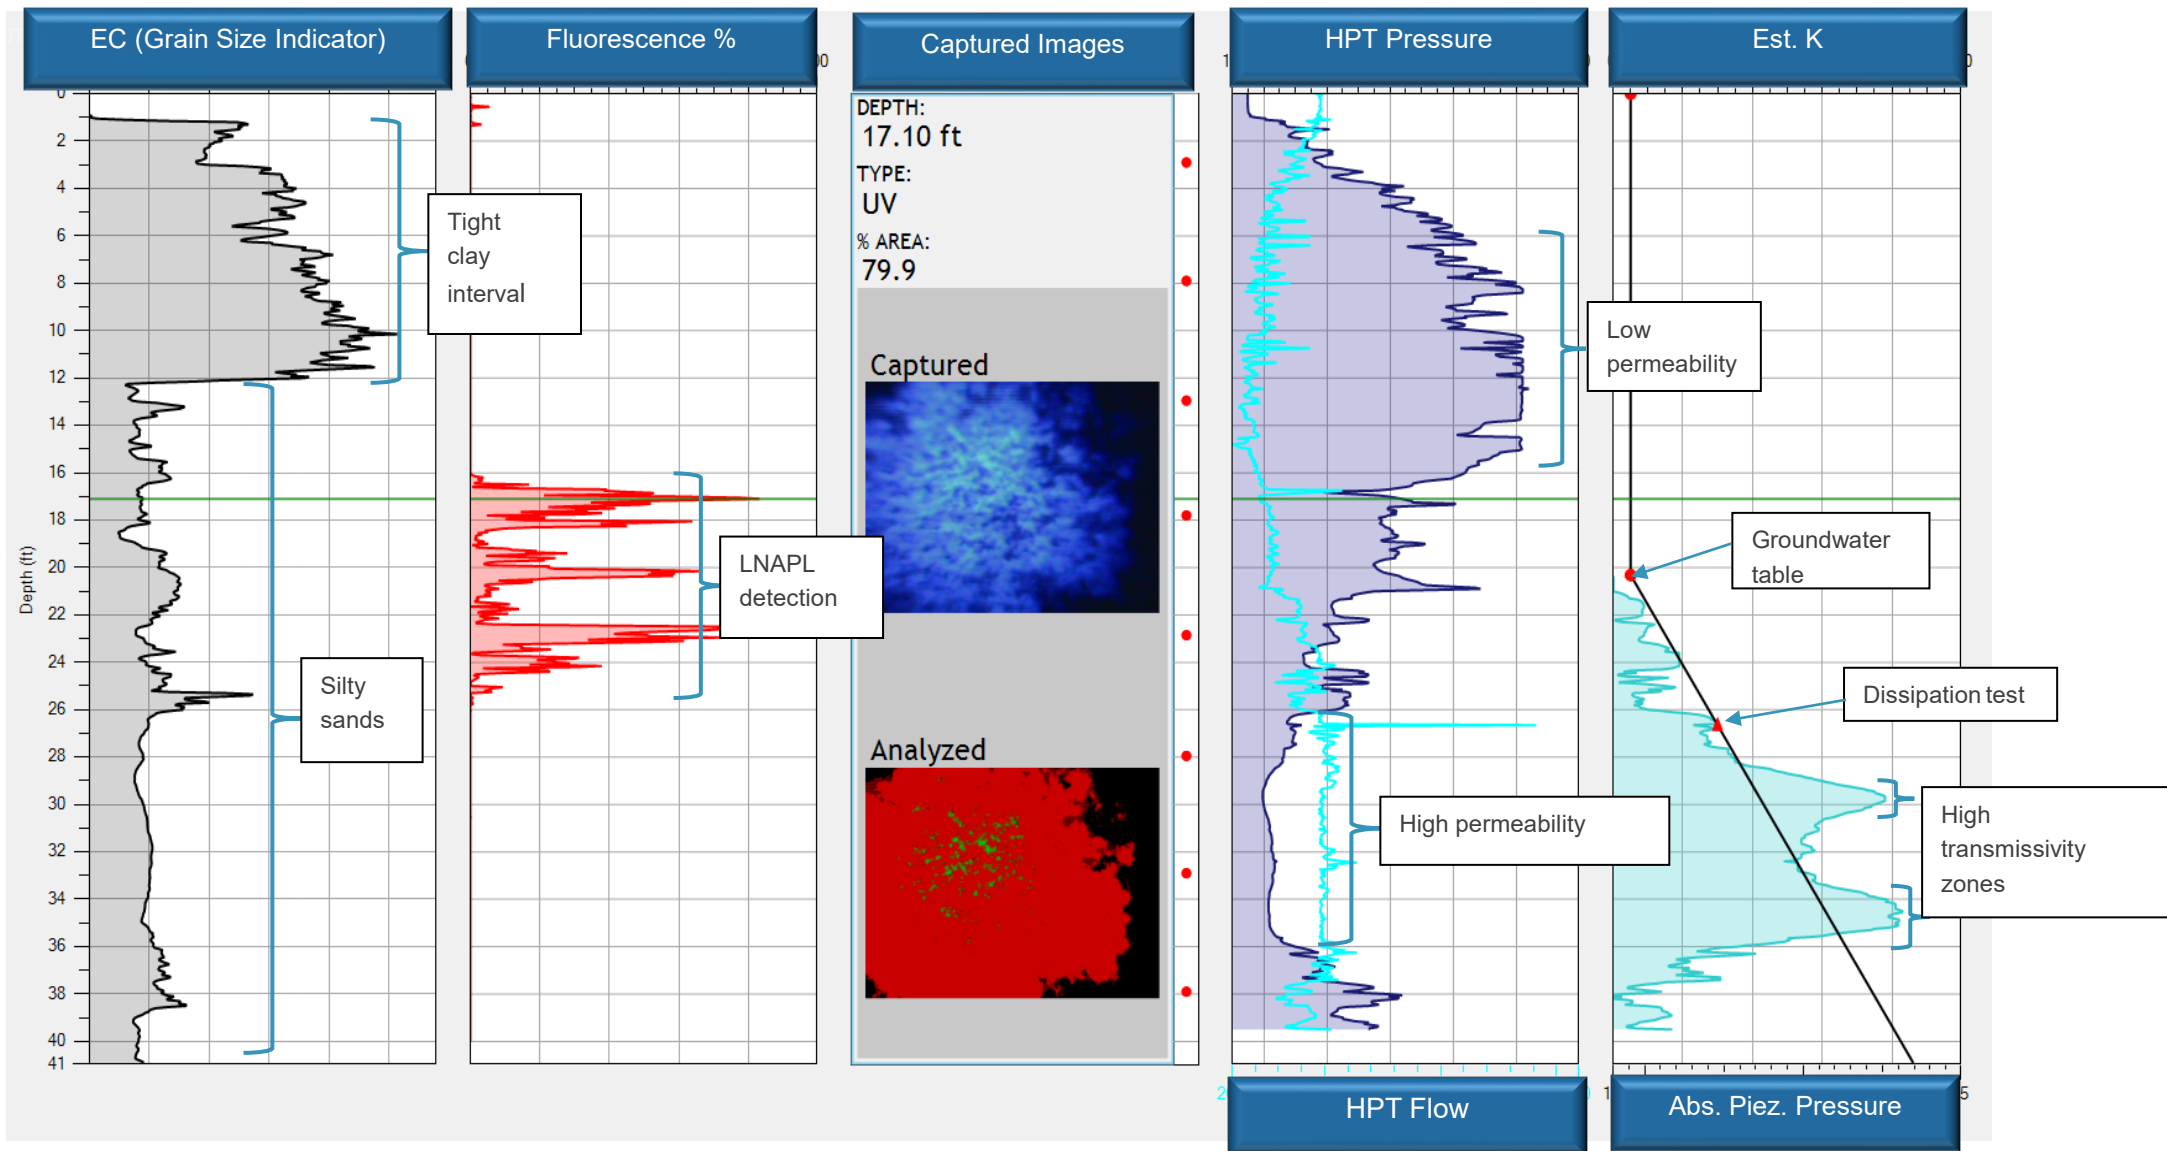 EC (Grain Size Indicator)
Fluorescence %
Captured Images
HPT Pressure
Est. K
0
2
4
6
8
10
12
14
16
18
20
22
24
26
28
30
32
34
36
38
40
41
Depth (ft)
Tight
clay
interval
Silty
sands
LNAPL
detection
DEPTH:
17.10 ft
TYPE:
UV
% AREA:
79.9
Captured
Analyzed
Low
permeability
High permeability
Groundwater
table
Dissipation test
High
transmissivity
zones
HPT Flow
Abs. Piez. Pressure